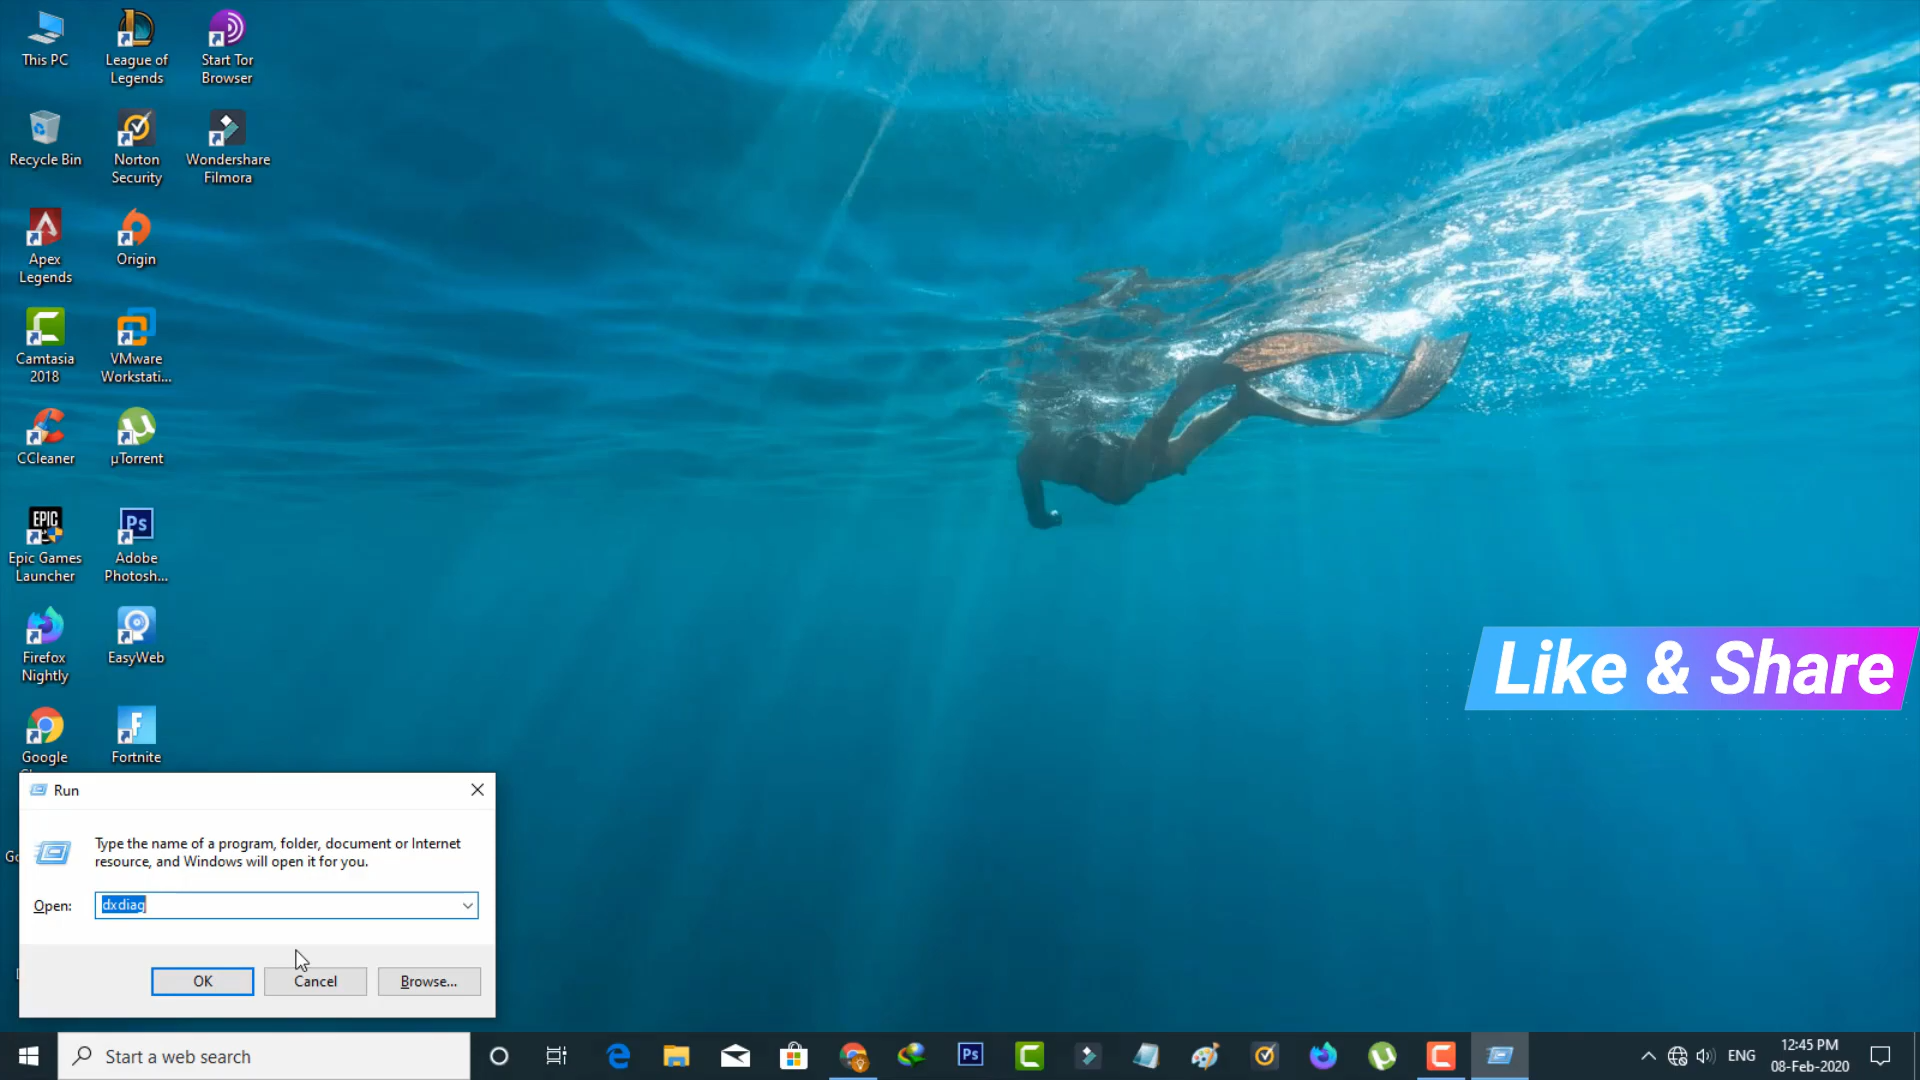 This PC
League of
Legends
Start Tor
Browser
Recycle Bin
Norton
Security
Wondershare
Filmora
Apex
Legends
Origin
Camtasia
2018
VMware
Workstati...
CCleaner
µTorrent
EPIC
GAMES
Epic Games
Launcher
Ps
Adobe
Photosh...
Firefox
Nightly
EasyWeb
Google
F
Fortnite
Like & Share
Run
Type the name of a program, folder, document or Internet
resource, and Windows will open it for you.
Go
Open: dxdiag
OK
Cancel
Browse...
Start a web search
Ps
ENG
12:45 PM
08-Feb-2020